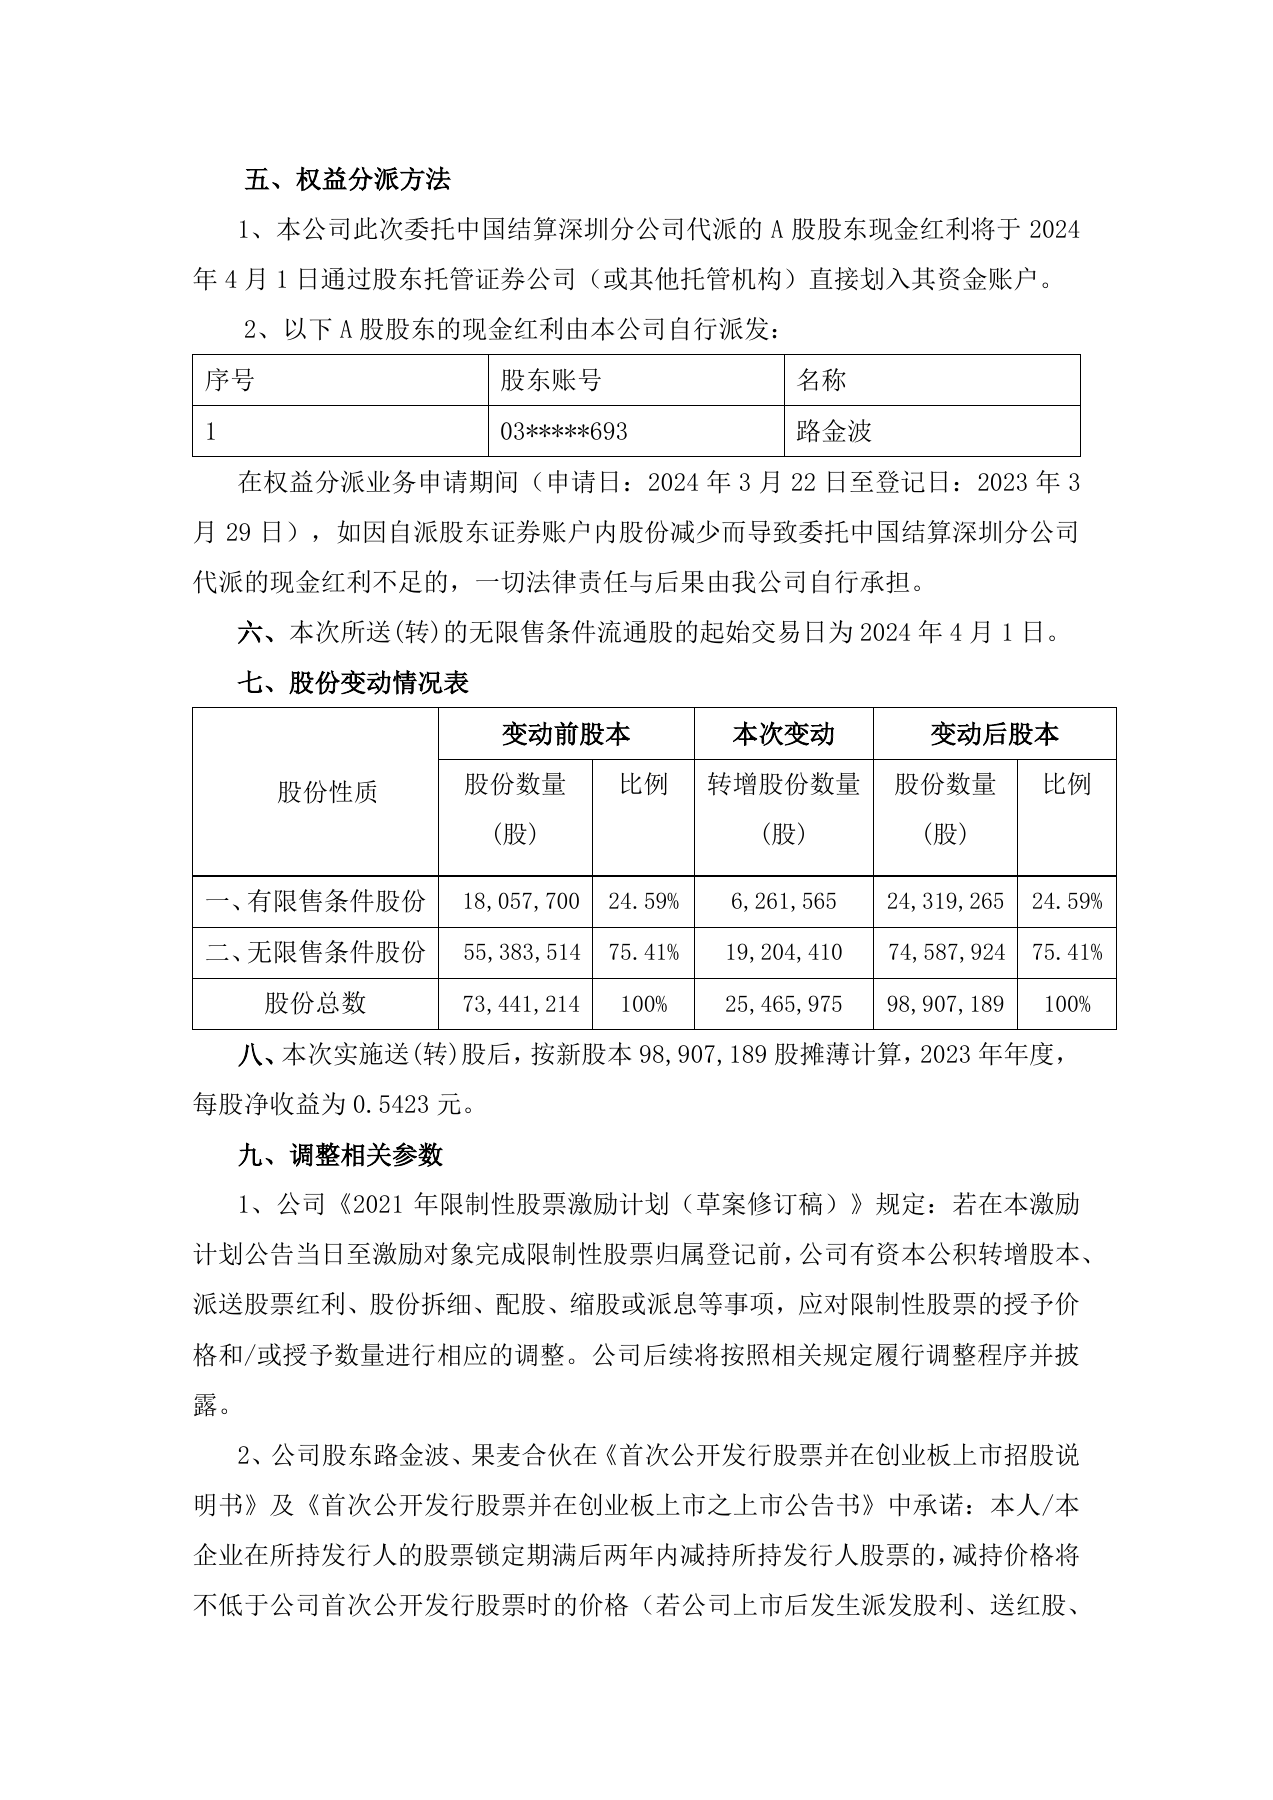 五、权益分派方法
1、本公司此次委托中国结算深圳分公司代派的 A 股股东现金红利将于 2024
年 4 月 1 日通过股东托管证券公司（或其他托管机构）直接划入其资金账户。
2、以下 A 股股东的现金红利由本公司自行派发：
序号 股东账号 名称
1 03*****693 路金波
在权益分派业务申请期间（申请日：2024 年 3 月 22 日至登记日：2023 年 3
月 29 日），如因自派股东证券账户内股份减少而导致委托中国结算深圳分公司
代派的现金红利不足的，一切法律责任与后果由我公司自行承担。
六、本次所送(转)的无限售条件流通股的起始交易日为 2024 年 4 月 1 日。
七、股份变动情况表
变动前股本 本次变动 变动后股本
股份性质 股份数量 比例 转增股份数量 股份数量 比例
(股) (股) (股)
一、有限售条件股份 18,057,700 24.59% 6,261,565 24,319,265 24.59%
二、无限售条件股份 55,383,514 75.41% 19,204,410 74,587,924 75.41%
股份总数 73,441,214 100% 25,465,975 98,907,189 100%
八、本次实施送(转)股后，按新股本 98,907,189 股摊薄计算，2023 年年度，
每股净收益为 0.5423 元。
九、调整相关参数
1、公司《2021 年限制性股票激励计划（草案修订稿）》规定：若在本激励
计划公告当日至激励对象完成限制性股票归属登记前，公司有资本公积转增股本、
派送股票红利、股份拆细、配股、缩股或派息等事项，应对限制性股票的授予价
格和/或授予数量进行相应的调整。公司后续将按照相关规定履行调整程序并披
露。
2、公司股东路金波、果麦合伙在《首次公开发行股票并在创业板上市招股说
明书》及《首次公开发行股票并在创业板上市之上市公告书》中承诺：本人/本
企业在所持发行人的股票锁定期满后两年内减持所持发行人股票的，减持价格将
不低于公司首次公开发行股票时的价格（若公司上市后发生派发股利、送红股、